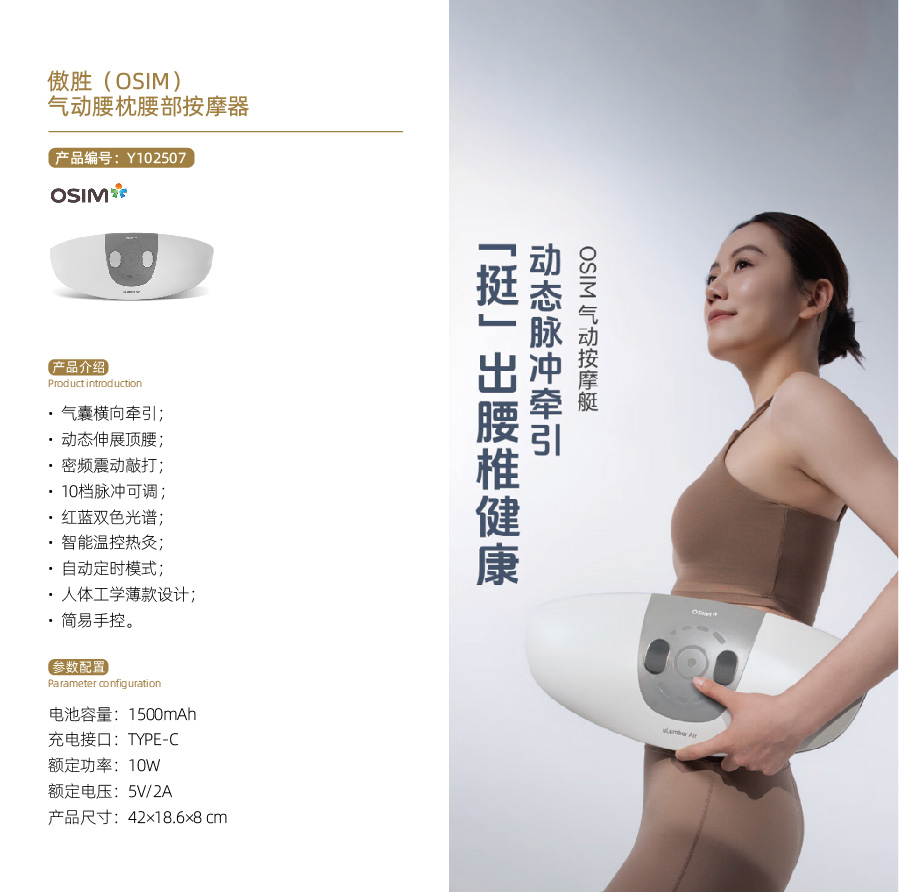 傲胜（OSIM）
气动腰枕腰部按摩器
产品编号：Y102507
OSIM
产品介绍
Product introduction
• 气囊横向牵引；
• 动态伸展顶腰；
• 密频震动敲打；
• 10档脉冲可调；
• 红蓝双色光谱；
• 智能温控热灸；
• 自动定时模式；
• 人体工学薄款设计；
• 简易手控。
参数配置
Parameter configuration
电池容量：1500mAh
充电接口：TYPE-C
额定功率：10W
额定电压：5V/2A
产品尺寸：42×18.6×8 cm
OSIM 气动按摩艇
动态脉冲牵引
「挺」出腰椎健康
OSIM
uLumbar Air